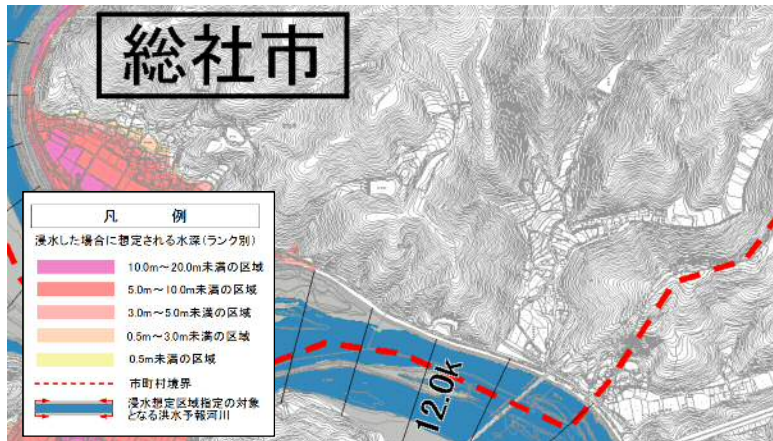 総社市
凡 例
浸水した場合に想定される水深(ランク別)
10.0m～20.0m未満の区域
5.0m～10.0m未満の区域
3.0m～5.0m未満の区域
0.5m～3.0m未満の区域
0.5m未満の区域
市町村境界
浸水想定区域指定の対象
となる洪水予報河川
12.0k